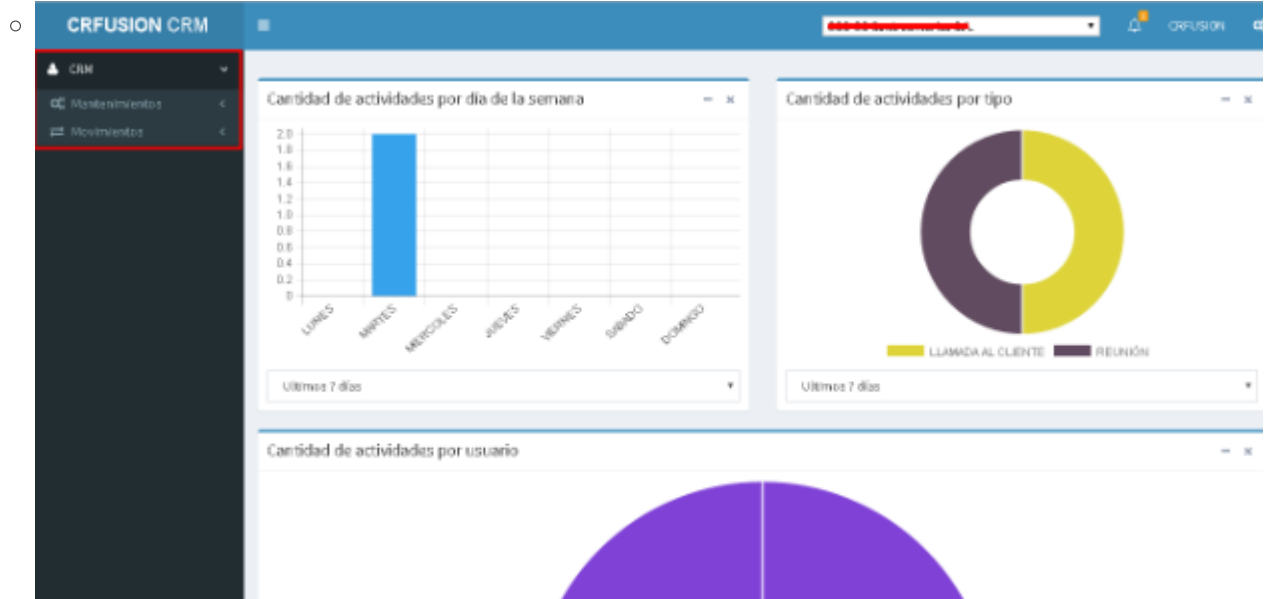 CRFUSION CRM
CRFUSION
CRM
Mantenimientos
Movimientos
Cantidad de actividades por día de la semana
2.0
1.8
1.6
1.4
1.2
1.0
0.8
0.6
0.4
0.2
0
LUNES
MARTES
MIERCOLES
JUEVES
VIERNES
SABADO
DOMINGO
Ultimos 7 días
Cantidad de actividades por tipo
LLAMADA AL CLIENTE
REUNIÓN
Ultimos 7 días
Cantidad de actividades por usuario